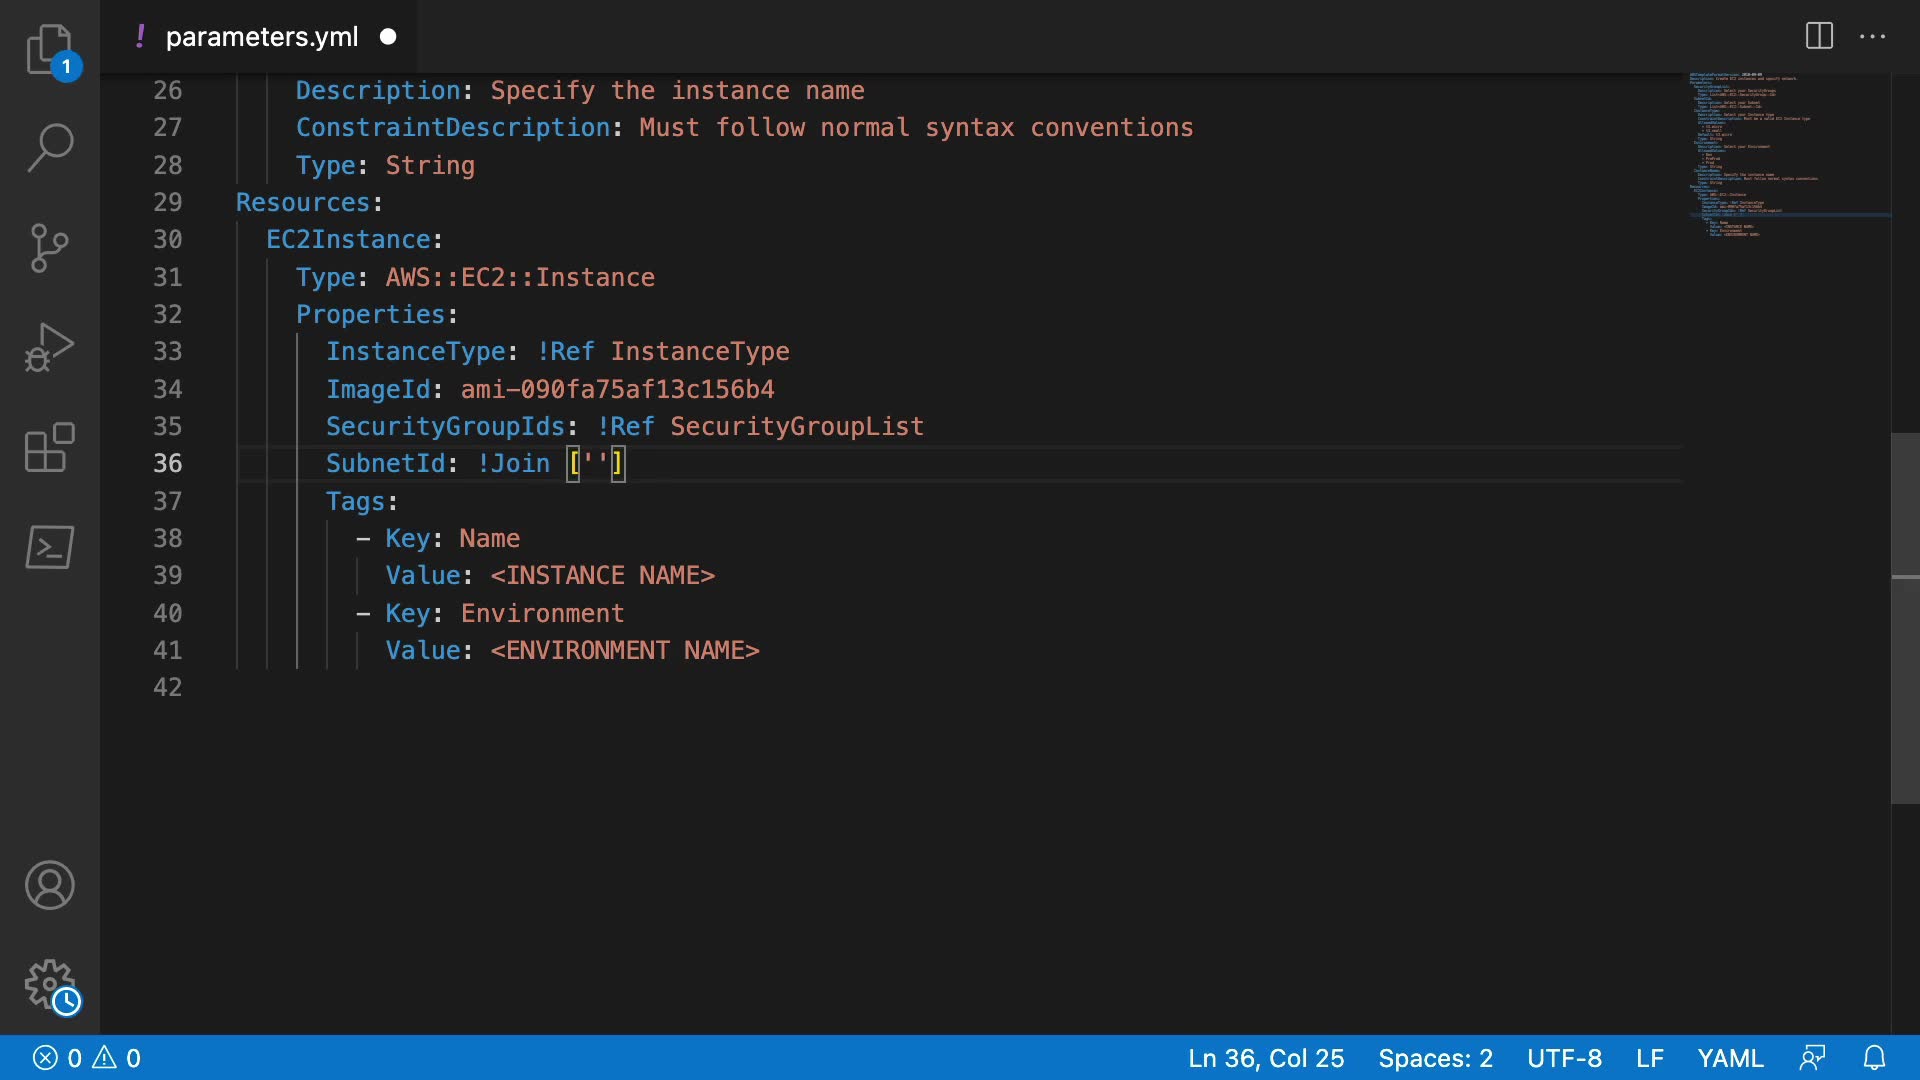 parameters.yml
1
26 Description: Specify the instance name
27 ConstraintDescription: Must follow normal syntax conventions
28 Type: String
29 Resources:
30 EC2Instance:
31 Type: AWS::EC2::Instance
32 Properties:
33 InstanceType: !Ref InstanceType
34 ImageId: ami-090fa75af13c156b4
35 SecurityGroupIds: !Ref SecurityGroupList
36 SubnetId: !Join ['']
37 Tags:
38 - Key: Name
39 Value: <INSTANCE NAME>
40 - Key: Environment
41 Value: <ENVIRONMENT NAME>
42
0 0 Ln 36, Col 25 Spaces: 2 UTF-8 LF YAML